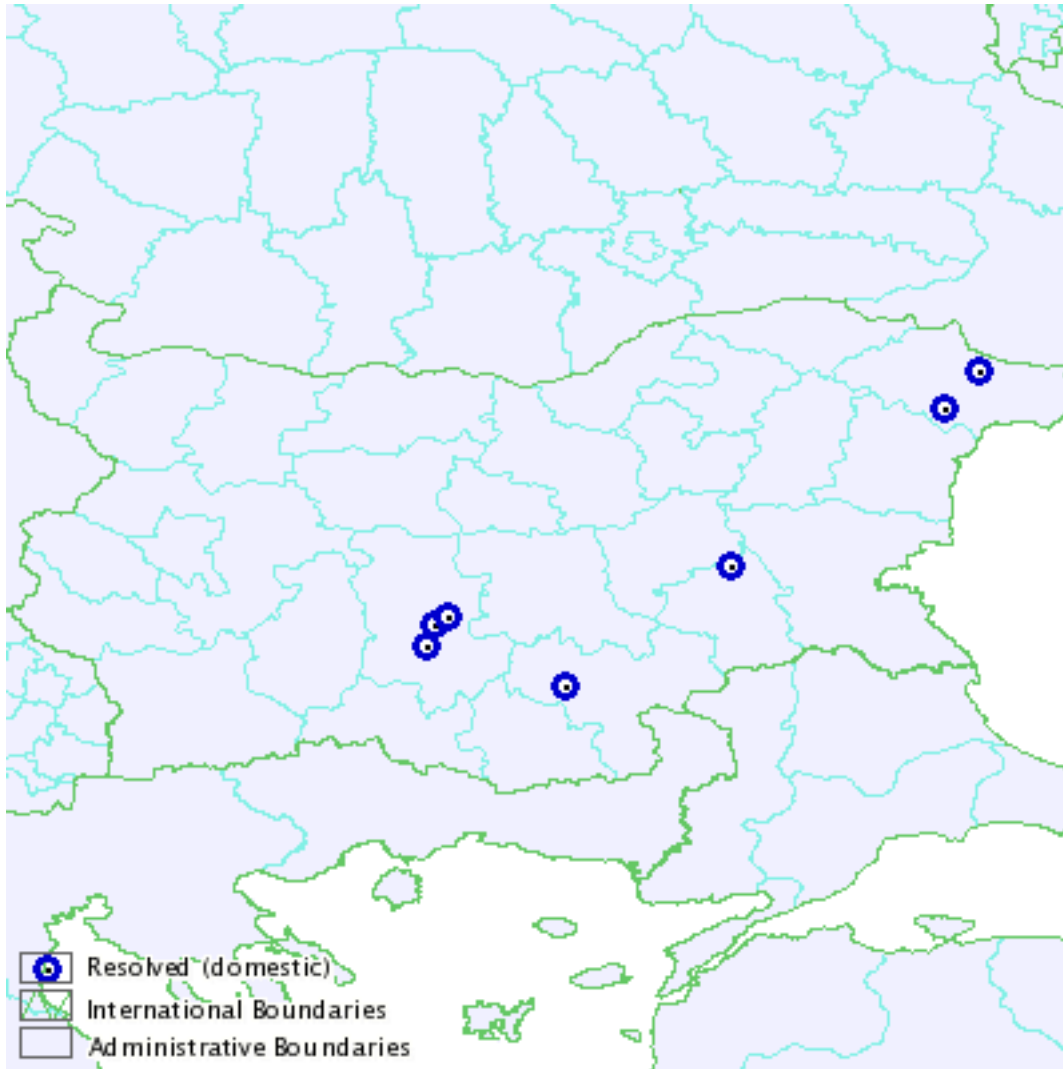 Resolved (domestic)
International Boundaries
Administrative Boundaries